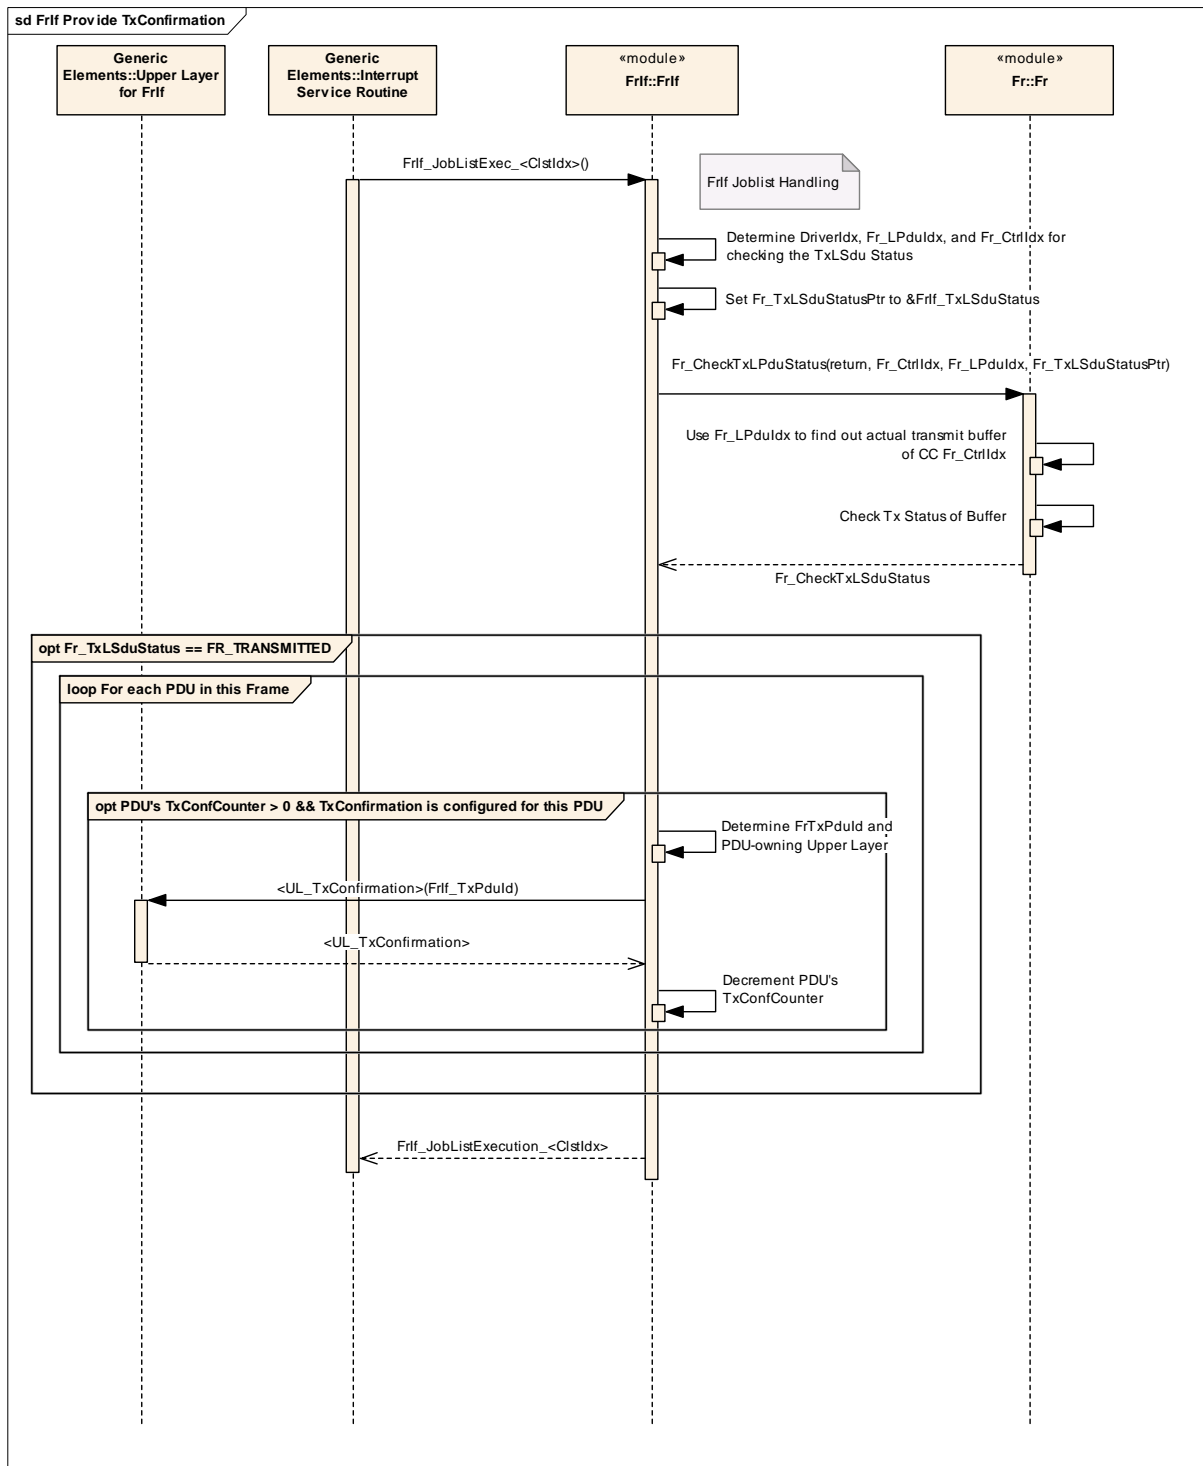 sd FrIf Provide TxConfirmation
Generic
Elements::Upper Layer
for FrIf
Generic
Elements::Interrupt
Service Routine
«module»
FrIf::FrIf
«module»
Fr::Fr
FrIf_JobListExec_<ClstIdx>()
FrIf Joblist Handling
Determine DriverIdx, Fr_LPduIdx, and Fr_CtrlIdx for
checking the TxLSdu Status
Set Fr_TxLSduStatusPtr to &FrIf_TxLSduStatus
Fr_CheckTxLPduStatus(return, Fr_CtrlIdx, Fr_LPduIdx, Fr_TxLSduStatusPtr)
Use Fr_LPduIdx to find out actual transmit buffer
of CC Fr_CtrlIdx
Check Tx Status of Buffer
Fr_CheckTxLSduStatus
opt Fr_TxLSduStatus == FR_TRANSMITTED
loop For each PDU in this Frame
opt PDU's TxConfCounter > 0 && TxConfirmation is configured for this PDU
Determine FrTxPduId and
PDU-owning Upper Layer
<UL_TxConfirmation>(FrIf_TxPduId)
<UL_TxConfirmation>
Decrement PDU's
TxConfCounter
FrIf_JobListExecution_<ClstIdx>